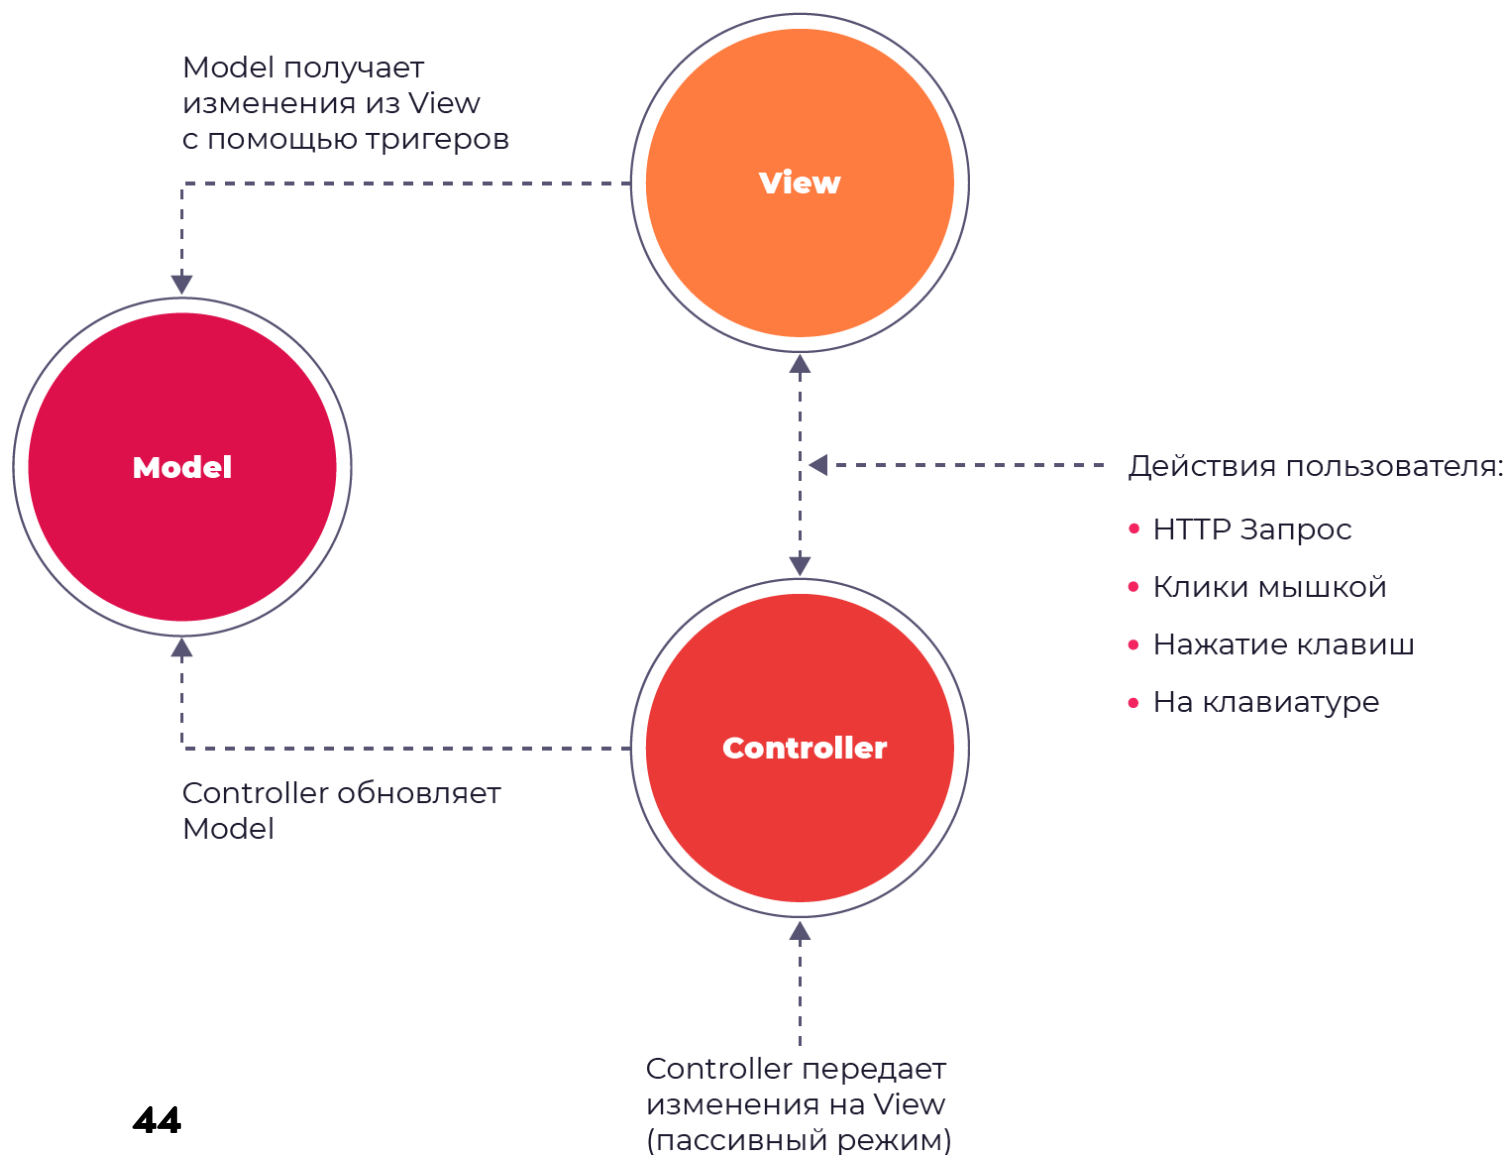 Model получает
изменения из View
с помощью тригеров
View
Model
Действия пользователя:
HTTP Запрос
Клики мышкой
Нажатие клавиш
На клавиатуре
Controller
Controller обновляет
Model
Controller передает
изменения на View
(пассивный режим)
44